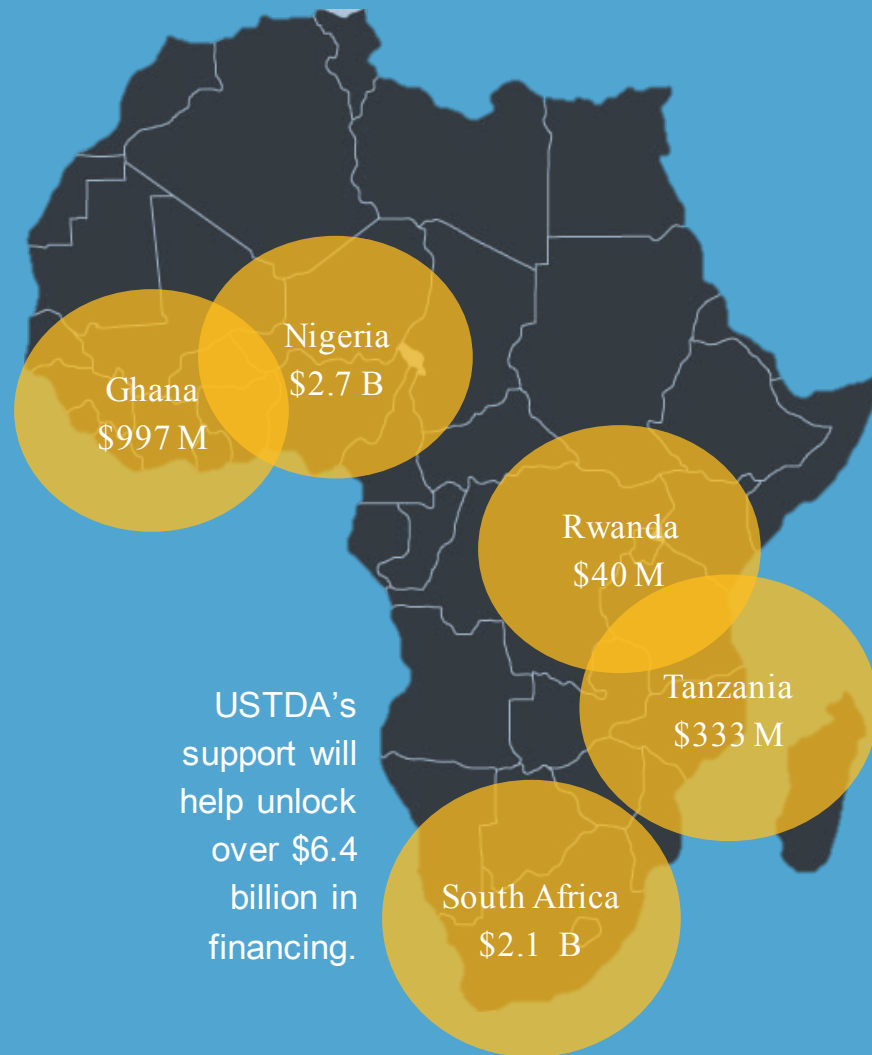 Nigeria
$2.7 B
Ghana
$997 M
Rwanda
$40 M
Tanzania
$333 M
USTDA’s
support will
help unlock
over $6.4
billion in
financing.
South Africa
$2.1 B